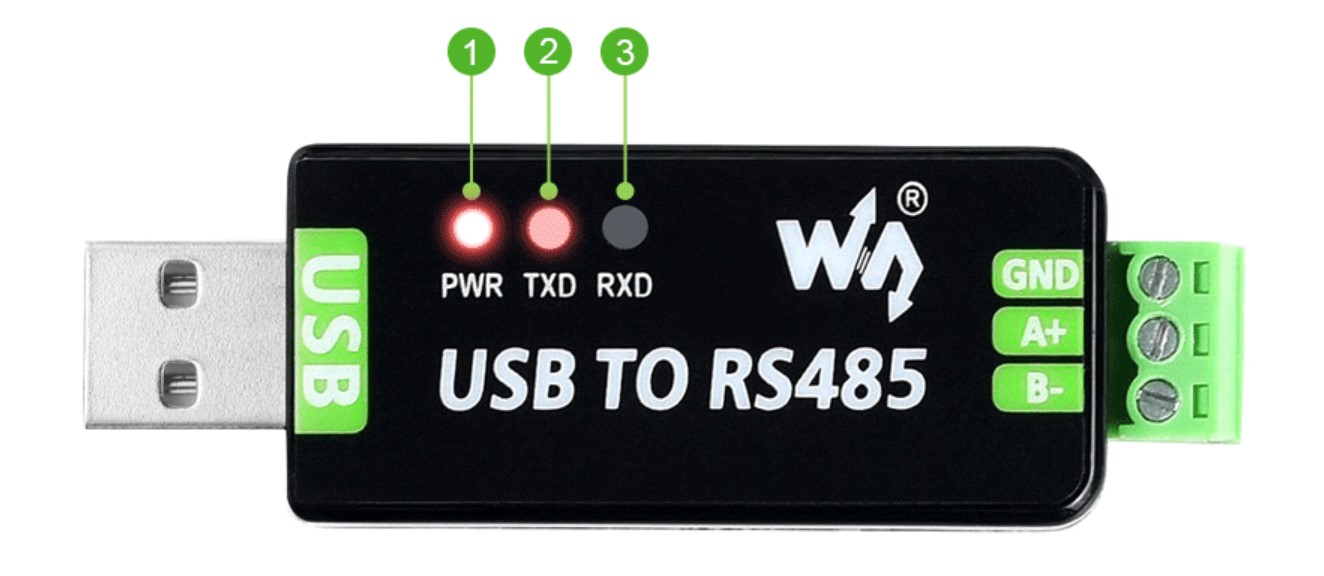 1 2 3
PWR TXD RXD
USB
®
USB TO RS485
GND
A+
B-